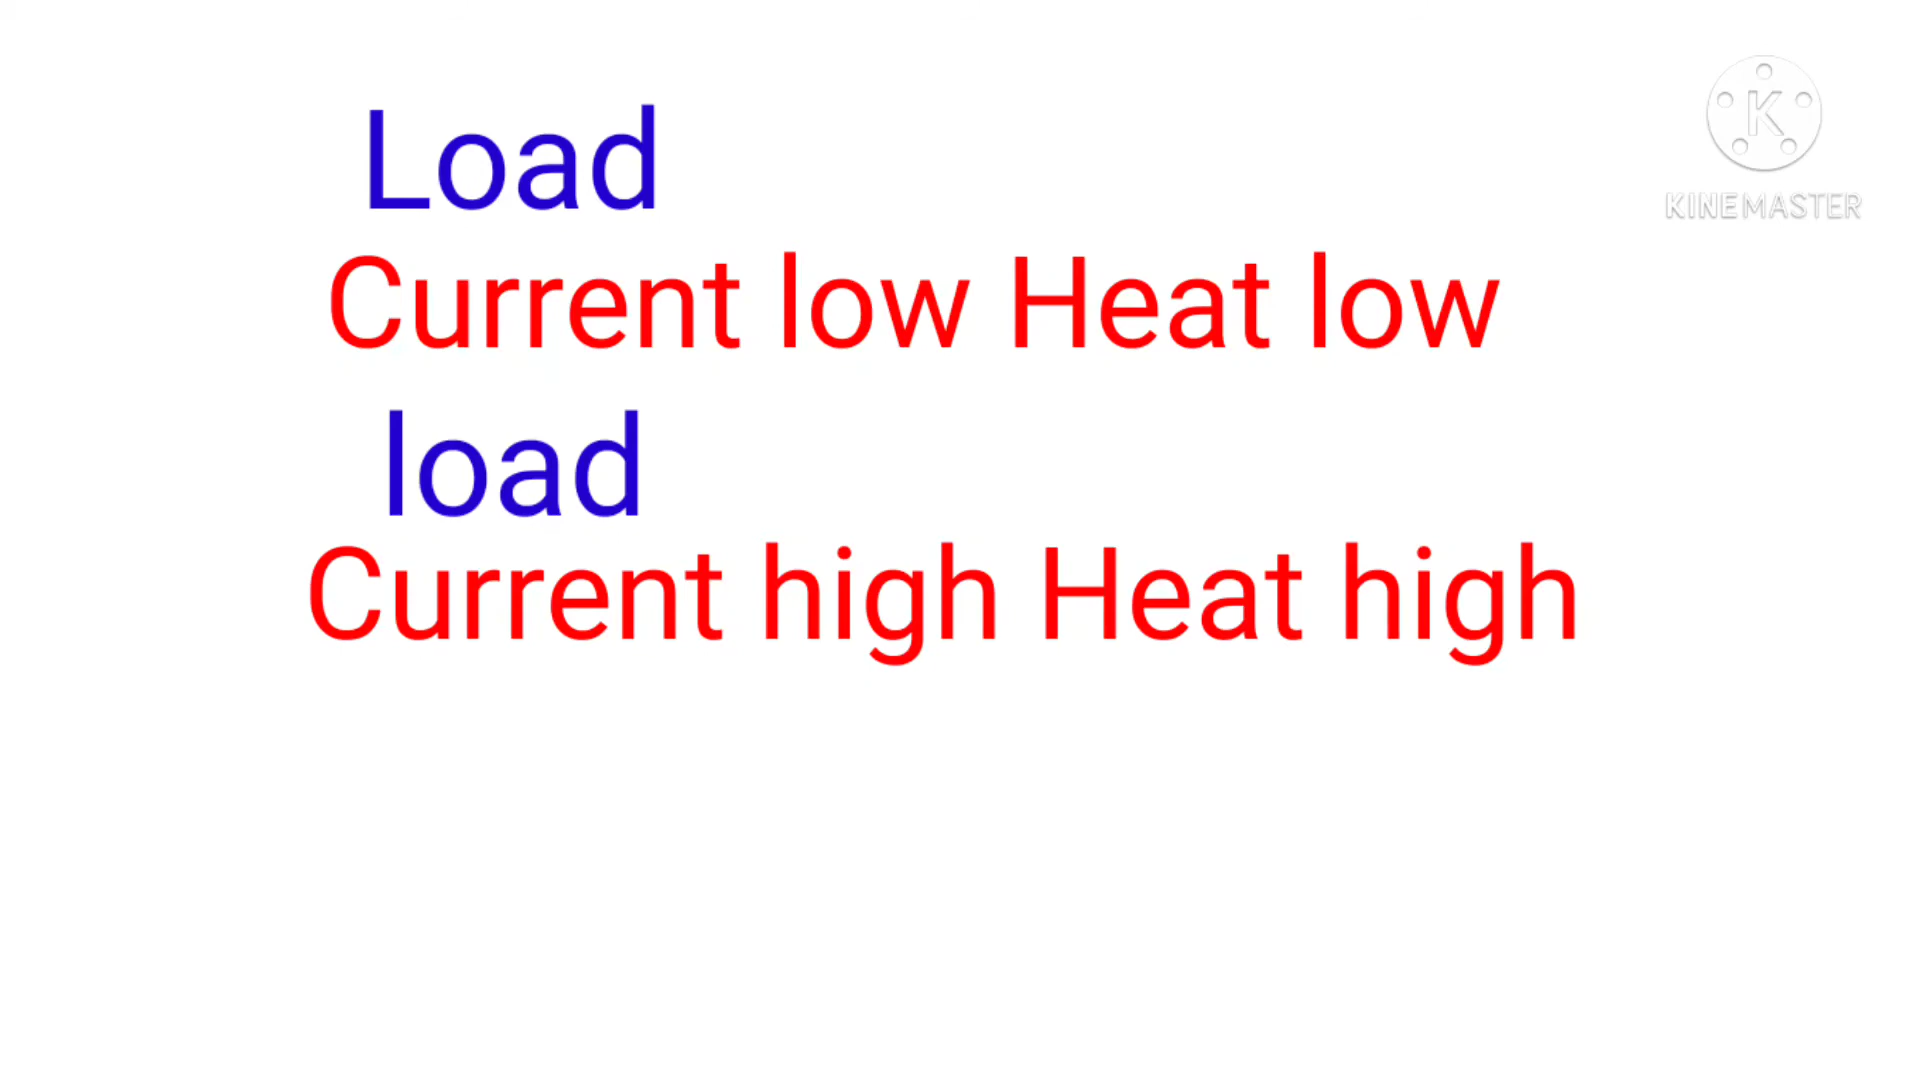 Load
K
KINEMASTER
Current low Heat low
load
Current high Heat high